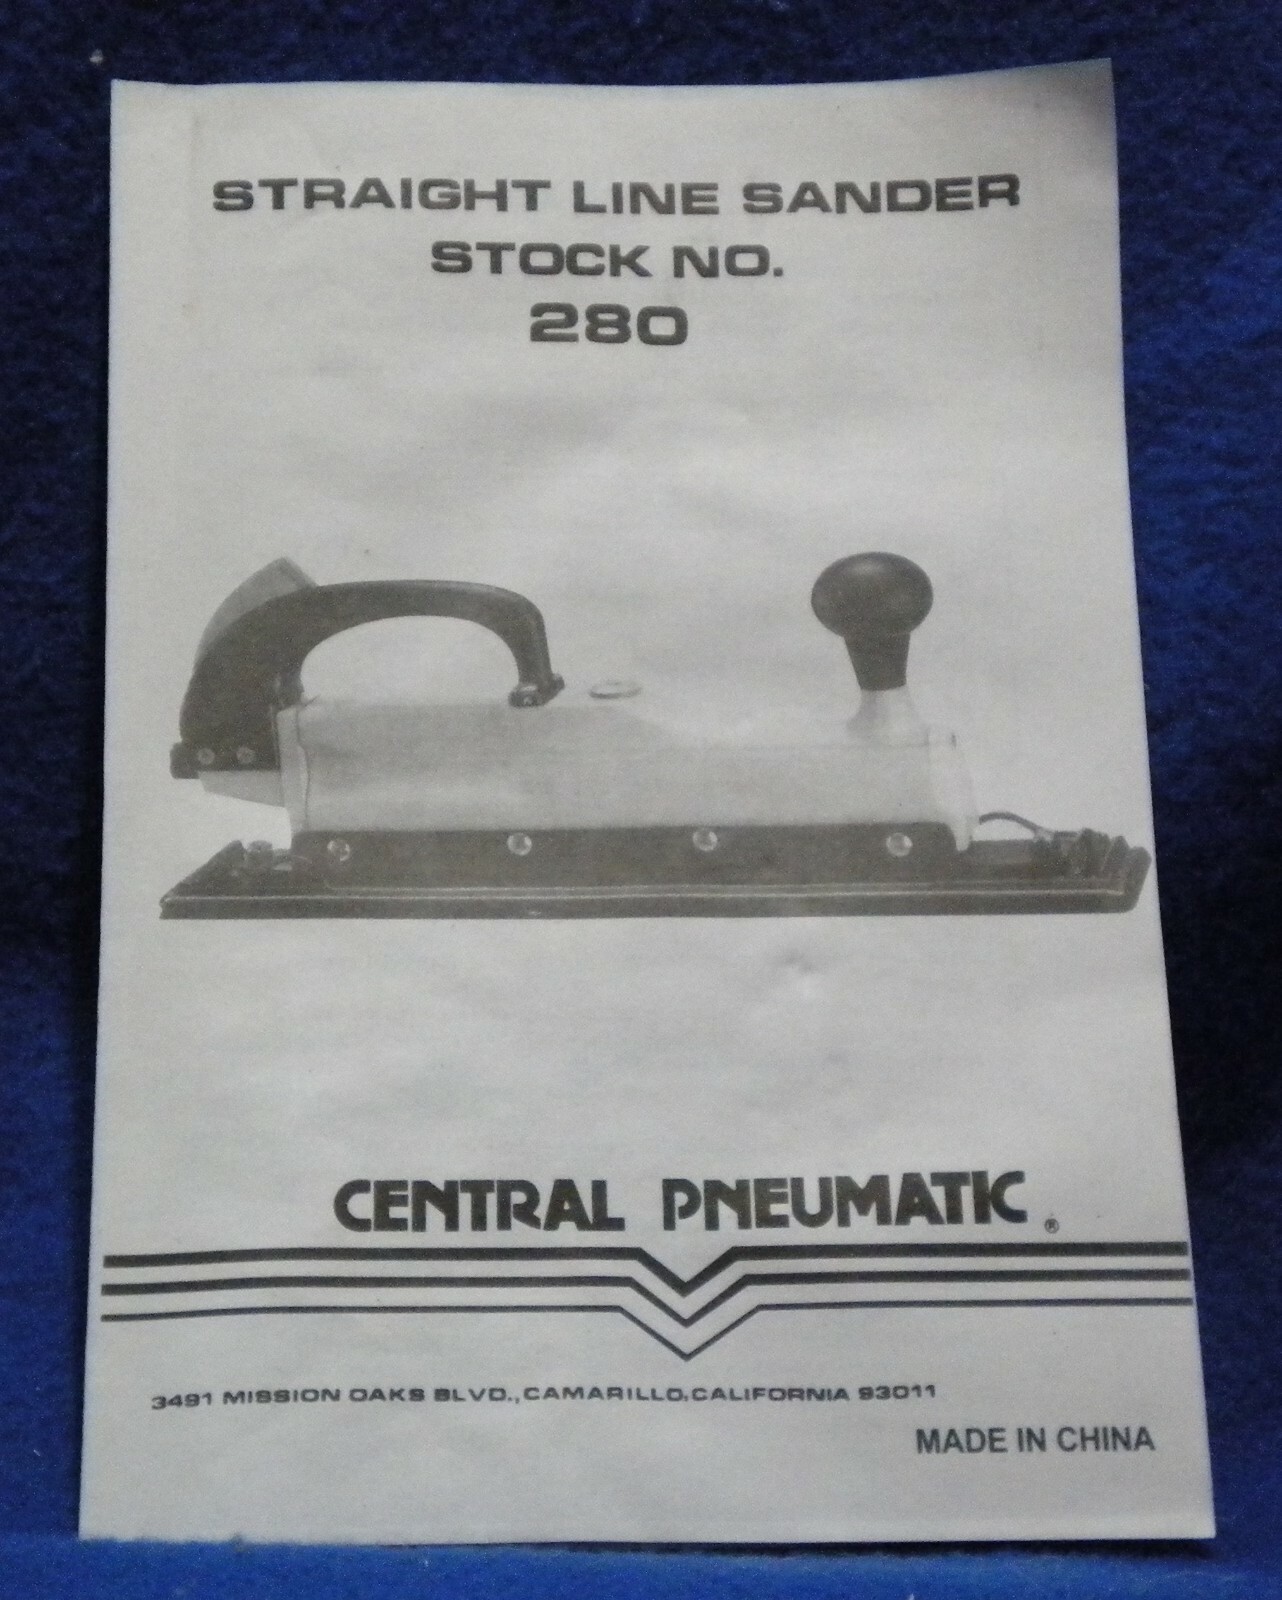 STRAIGHT LINE SANDER
STOCK NO.
280
CENTRAL PNEUMATIC ®
3491 MISSION OAKS BLVD., CAMARILLO, CALIFORNIA 93011
MADE IN CHINA